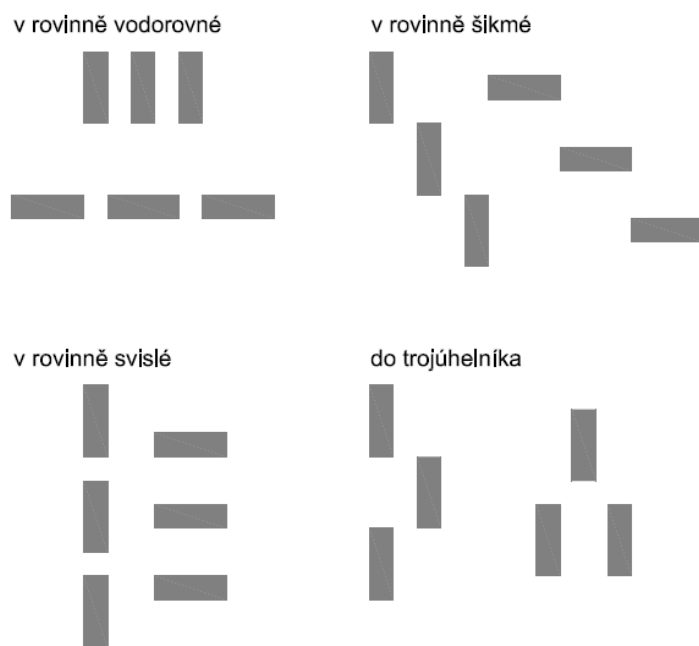 v rovinně vodorovné
v rovinně šikmé
v rovinně svislé
do trojúhelníka